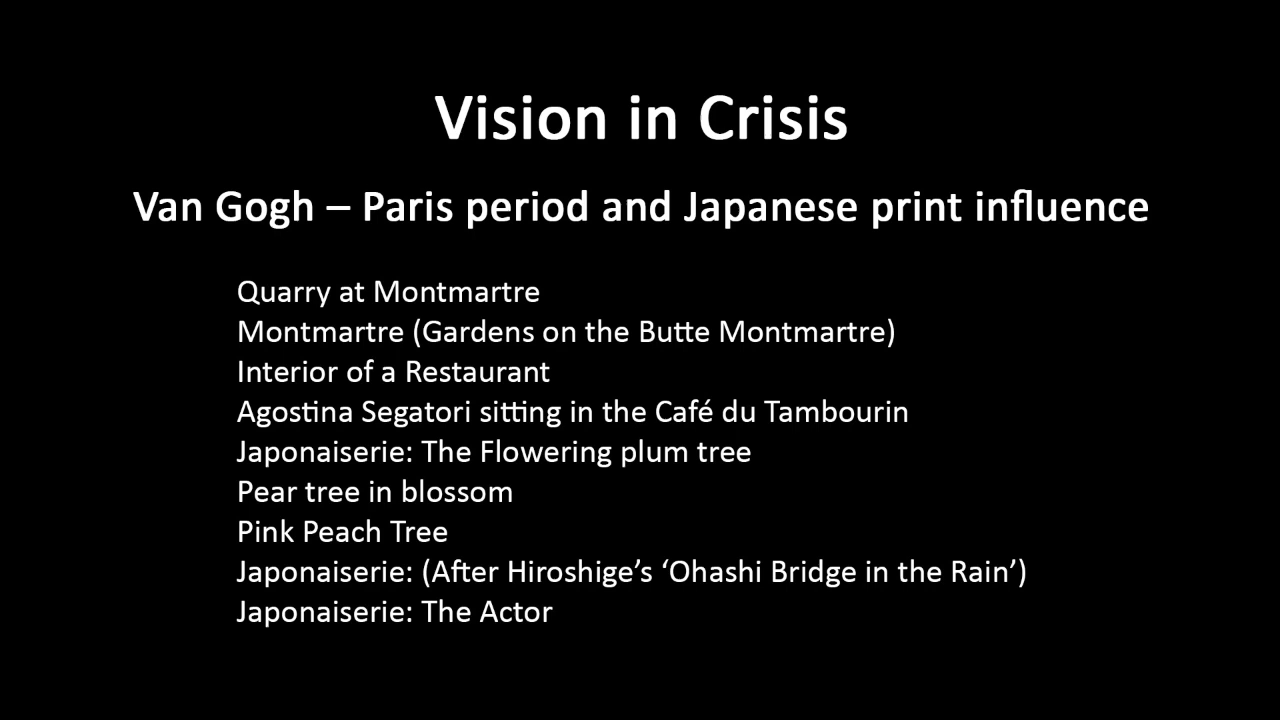 Vision in Crisis
Van Gogh – Paris period and Japanese print influence
Quarry at Montmartre
Montmartre (Gardens on the Butte Montmartre)
Interior of a Restaurant
Agostina Segatori sitting in the Café du Tambourin
Japonaiserie: The Flowering plum tree
Pear tree in blossom
Pink Peach Tree
Japonaiserie: (After Hiroshige’s ‘Ohashi Bridge in the Rain’)
Japonaiserie: The Actor